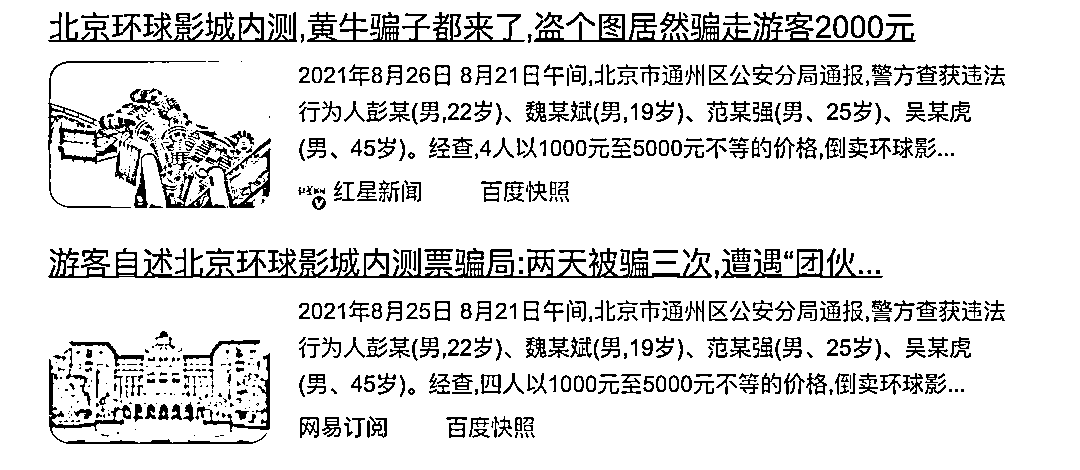 北京环球影城内测,黄牛骗子都来了,盗个图居然骗走游客2000元
2021年8月26日 8月21日午间,北京市通州区公安分局通报,警方查获违法
行为人彭某(男,22岁)、魏某斌(男,19岁)、范某强(男、25岁)、吴某虎
(男、45岁)。经查,4人以1000元至5000元不等的价格,倒卖环球影...
红星新闻 百度快照
游客自述北京环球影城内测票骗局:两天被骗三次,遭遇“团伙...
2021年8月25日 8月21日午间,北京市通州区公安分局通报,警方查获违法
行为人彭某(男,22岁)、魏某斌(男,19岁)、范某强(男、25岁)、吴某虎
(男、45岁)。经查,四人以1000元至5000元不等的价格,倒卖环球影...
网易订阅 百度快照